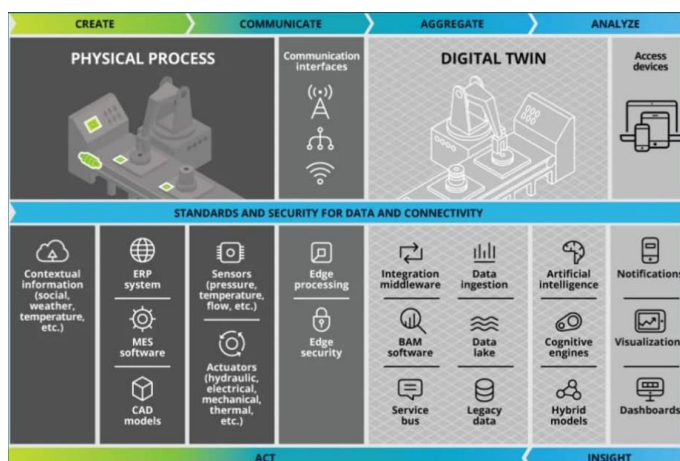 CREATE
COMMUNICATE
AGGREGATE
ANALYZE
PHYSICAL PROCESS
Communication
interfaces
DIGITAL TWIN
Access
devices
STANDARDS AND SECURITY FOR DATA AND CONNECTIVITY
Contextual
information
(social,
weather,
temperature,
etc.)
ERP
system
MES
software
CAD
models
Sensors
(pressure,
temperature,
flow, etc.)
Actuators
(hydraulic,
electrical,
mechanical,
thermal,
etc.)
Edge
processing
Edge
security
Integration
middleware
BAM
software
Service
bus
Data
ingestion
Data
lake
Legacy
data
Artificial
intelligence
Cognitive
engines
Hybrid
models
Notifications
Visualization
Dashboards
ACT
INSIGHT